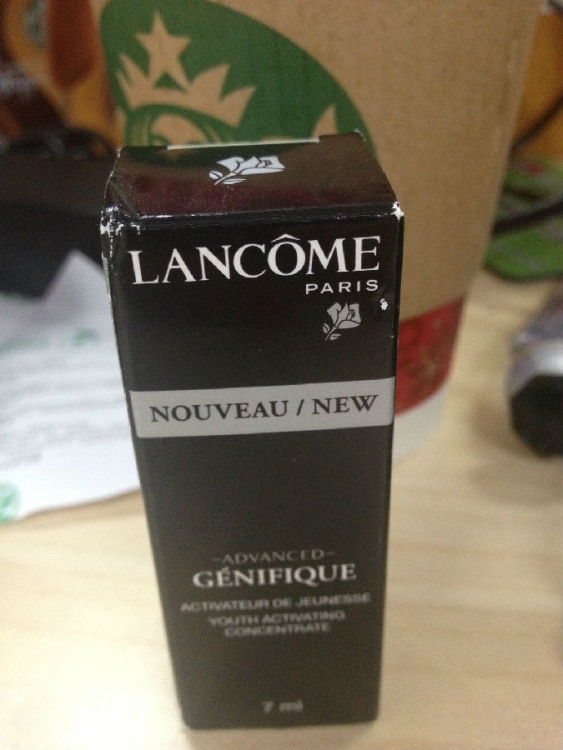 LANCÔME
PARIS
NOUVEAU / NEW
-ADVANCED-
GÉNIFIQUE
ACTIVATEUR DE JEUNESSE
YOUTH ACTIVATING
CONCENTRATE
7 ml